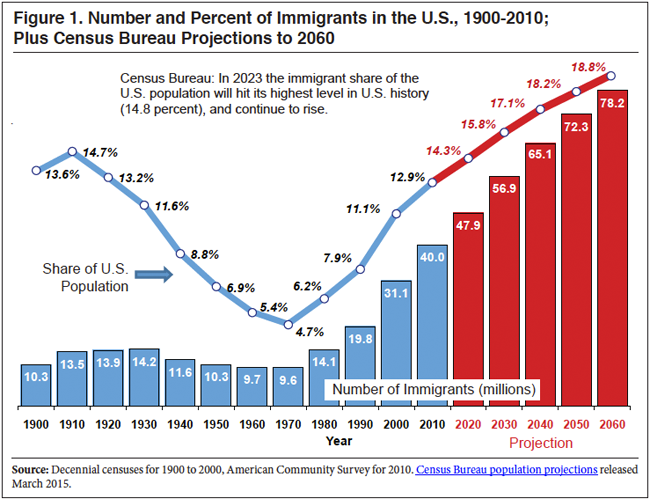 Figure 1. Number and Percent of Immigrants in the U.S., 1900-2010;
Plus Census Bureau Projections to 2060
Census Bureau: In 2023 the immigrant share of the
U.S. population will hit its highest level in U.S. history
(14.8 percent), and continue to rise.
13.6%
14.7%
13.2%
11.6%
8.8%
6.9%
5.4%
4.7%
6.2%
7.9%
11.1%
12.9%
14.3%
15.8%
17.1%
18.2%
18.8%
Share of U.S.
Population
10.3
13.5
13.9
14.2
11.6
10.3
9.7
9.6
14.1
19.8
31.1
40.0
47.9
56.9
65.1
72.3
78.2
Number of Immigrants (millions)
1900 1910 1920 1930 1940 1950 1960 1970 1980 1990 2000 2010 2020 2030 2040 2050 2060
Year
Projection
Source: Decennial censuses for 1900 to 2000, American Community Survey for 2010. Census Bureau population projections released
March 2015.